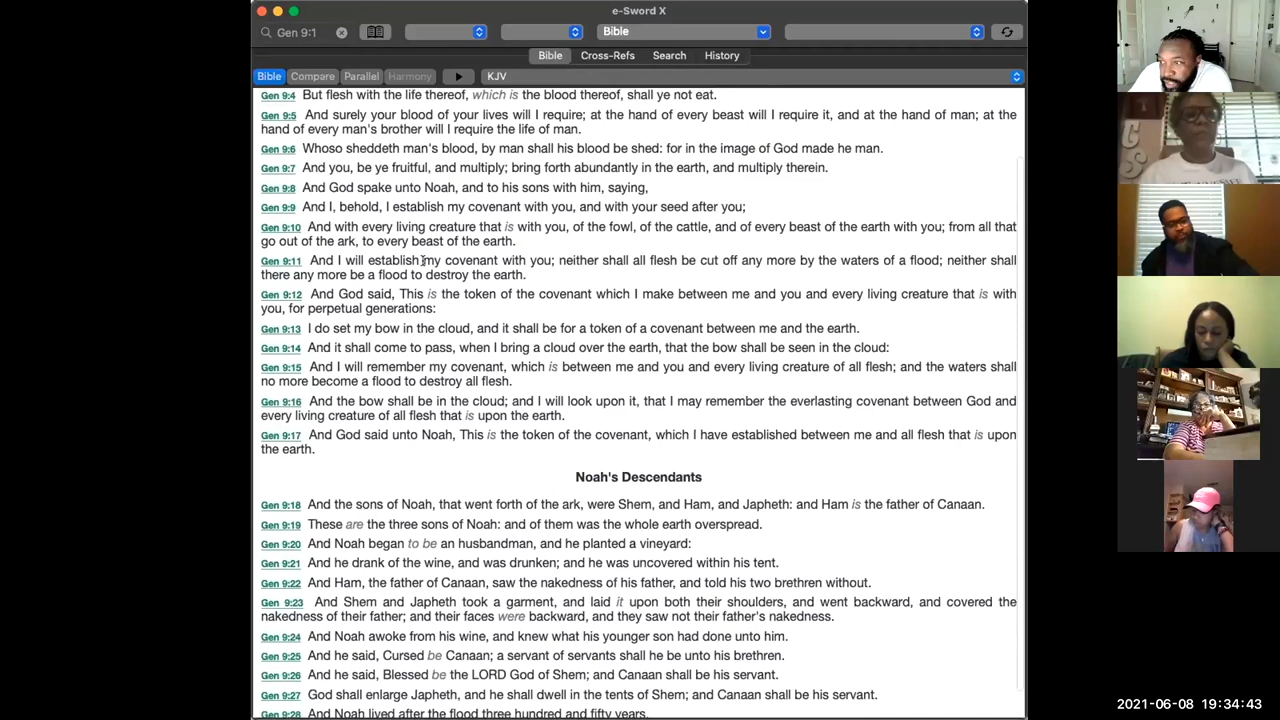 e-Sword X
Gen 9:1
Bible
Bible Cross-Refs Search History
Bible Compare Parallel Harmony KJV
Gen 9:4 But flesh with the life thereof, which is the blood thereof, shall ye not eat.
Gen 9:5 And surely your blood of your lives will I require; at the hand of every beast will I require it, and at the hand of man; at the
hand of every man's brother will I require the life of man.
Gen 9:6 Whoso sheddeth man's blood, by man shall his blood be shed: for in the image of God made he man.
Gen 9:7 And you, be ye fruitful, and multiply; bring forth abundantly in the earth, and multiply therein.
Gen 9:8 And God spake unto Noah, and to his sons with him, saying,
Gen 9:9 And I, behold, I establish my covenant with you, and with your seed after you;
Gen 9:10 And with every living creature that is with you, of the fowl, of the cattle, and of every beast of the earth with you; from all that
go out of the ark, to every beast of the earth.
Gen 9:11 And I will establish my covenant with you; neither shall all flesh be cut off any more by the waters of a flood; neither shall
there any more be a flood to destroy the earth.
Gen 9:12 And God said, This is the token of the covenant which I make between me and you and every living creature that is with
you, for perpetual generations:
Gen 9:13 I do set my bow in the cloud, and it shall be for a token of a covenant between me and the earth.
Gen 9:14 And it shall come to pass, when I bring a cloud over the earth, that the bow shall be seen in the cloud:
Gen 9:15 And I will remember my covenant, which is between me and you and every living creature of all flesh; and the waters shall
no more become a flood to destroy all flesh.
Gen 9:16 And the bow shall be in the cloud; and I will look upon it, that I may remember the everlasting covenant between God and
every living creature of all flesh that is upon the earth.
Gen 9:17 And God said unto Noah, This is the token of the covenant, which I have established between me and all flesh that is upon
the earth.
Noah's Descendants
Gen 9:18 And the sons of Noah, that went forth of the ark, were Shem, and Ham, and Japheth: and Ham is the father of Canaan.
Gen 9:19 These are the three sons of Noah: and of them was the whole earth overspread.
Gen 9:20 And Noah began to be an husbandman, and he planted a vineyard:
Gen 9:21 And he drank of the wine, and was drunken; and he was uncovered within his tent.
Gen 9:22 And Ham, the father of Canaan, saw the nakedness of his father, and told his two brethren without.
Gen 9:23 And Shem and Japheth took a garment, and laid it upon both their shoulders, and went backward, and covered the
nakedness of their father; and their faces were backward, and they saw not their father's nakedness.
Gen 9:24 And Noah awoke from his wine, and knew what his younger son had done unto him.
Gen 9:25 And he said, Cursed be Canaan; a servant of servants shall he be unto his brethren.
Gen 9:26 And he said, Blessed be the LORD God of Shem; and Canaan shall be his servant.
Gen 9:27 God shall enlarge Japheth, and he shall dwell in the tents of Shem; and Canaan shall be his servant.
Gen 9:28 And Noah lived after the flood three hundred and fifty years.
2021-06-08 19:34:43